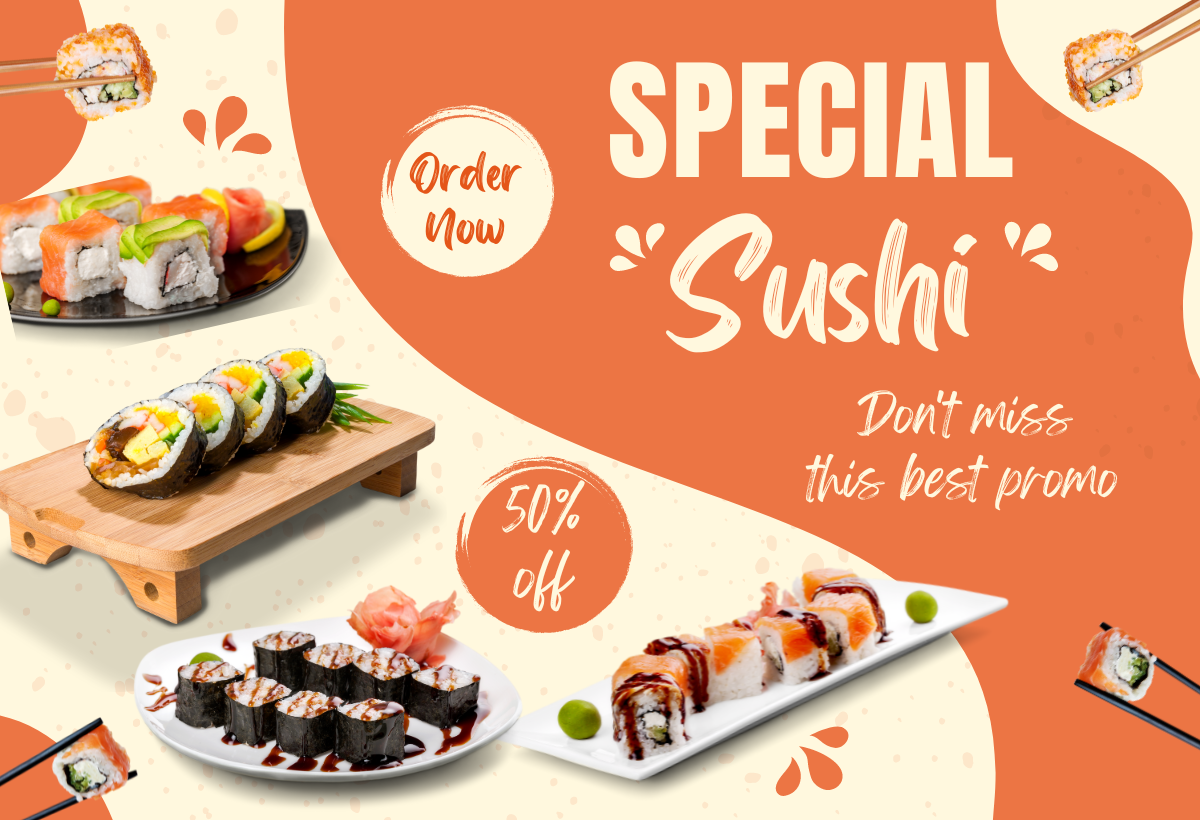 Order
Now
SPECIAL
Sushi
Don't miss
this best promo
50%
off